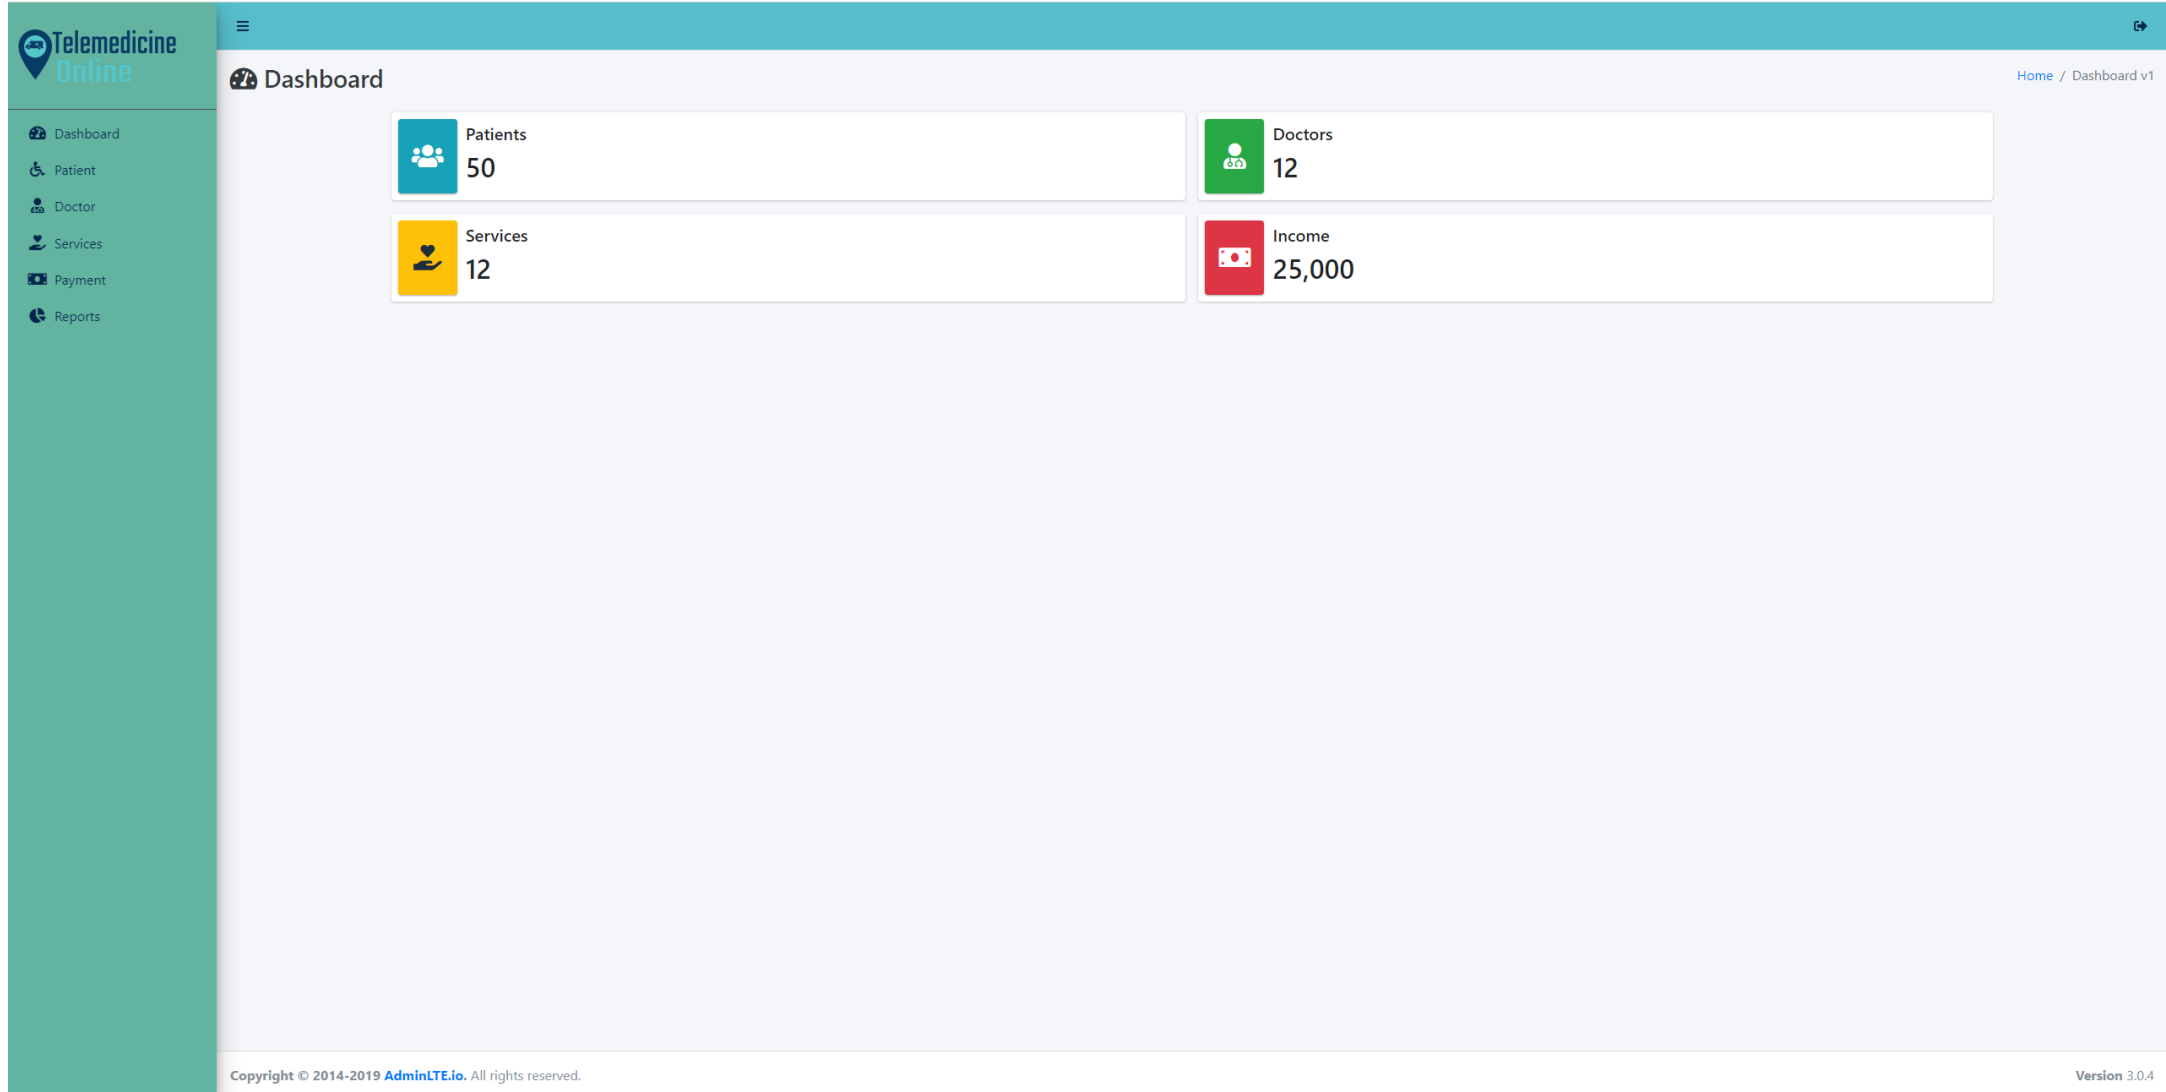 Telemedicine
Online
Dashboard
Patient
Doctor
Services
Payment
Reports
Dashboard
Home / Dashboard v1
Patients
50
Doctors
12
Services
12
Income
25,000
Copyright © 2014-2019 AdminLTE.io. All rights reserved.
Version 3.0.4